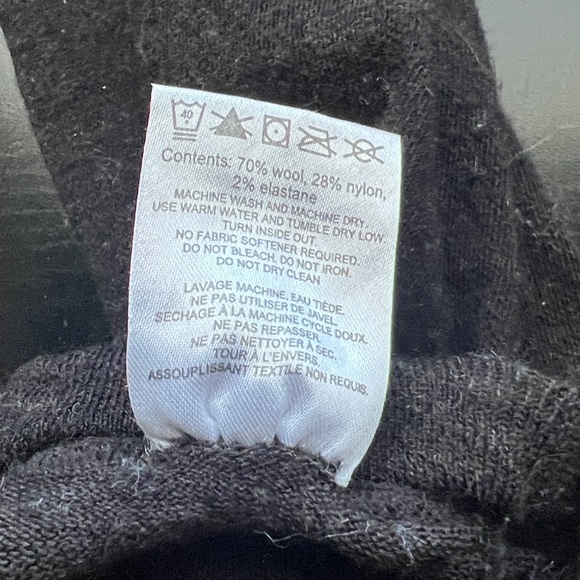 40
Contents: 70% wool, 28% nylon,
2% elastane
MACHINE WASH AND MACHINE DRY.
USE WARM WATER AND TUMBLE DRY LOW.
TURN INSIDE OUT.
NO FABRIC SOFTENER REQUIRED.
DO NOT BLEACH. DO NOT IRON.
DO NOT DRY CLEAN
LAVAGE MACHINE, EAU TIÈDE.
NE PAS UTILISER DE JAVEL.
SÉCHAGE À LA MACHINE CYCLE DOUX.
NE PAS REPASSER.
NE PAS NETTOYER À SEC.
TOUR À L'ENVERS.
ASSOUPLISSANT TEXTILE NON REQUIS.